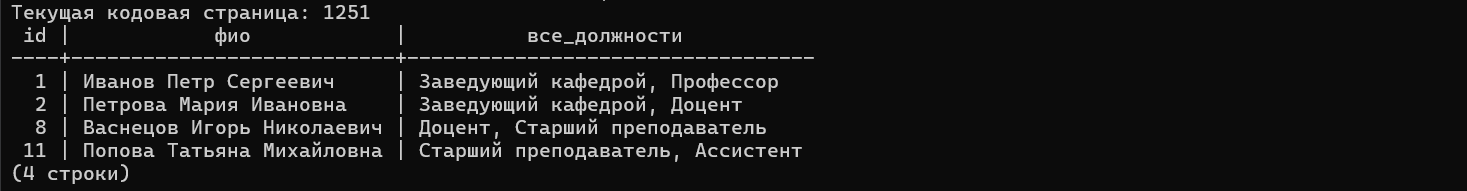 Текущая кодовая страница: 1251
 id |            фио            |          все_должности
----+---------------------------+----------------------------------
  1 | Иванов Петр Сергеевич     | Заведующий кафедрой, Профессор
  2 | Петрова Мария Ивановна    | Заведующий кафедрой, Доцент
  8 | Васнецов Игорь Николаевич | Доцент, Старший преподаватель
 11 | Попова Татьяна Михайловна | Старший преподаватель, Ассистент
(4 строки)